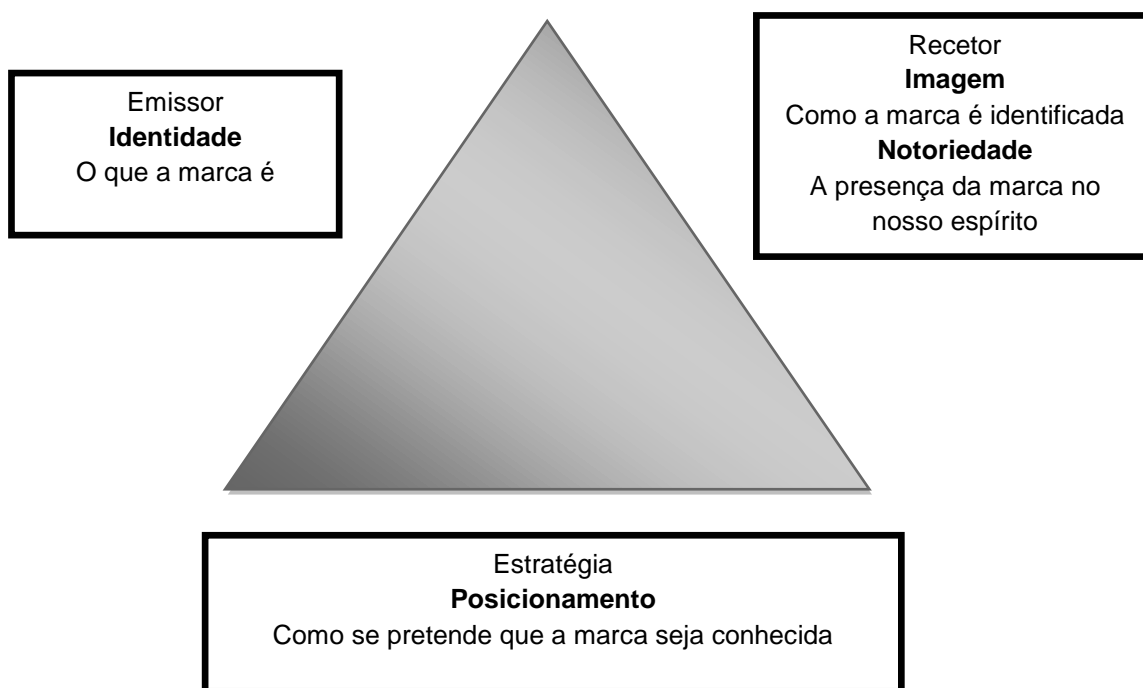 Emissor
Identidade
O que a marca é
Recetor
Imagem
Como a marca é identificada
Notoriedade
A presença da marca no
nosso espírito
Estratégia
Posicionamento
Como se pretende que a marca seja conhecida